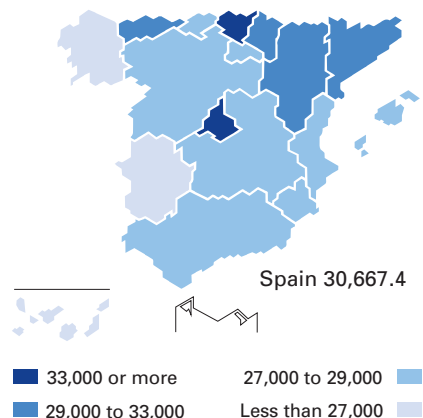 Spain 30,667.4
33,000 or more
27,000 to 29,000
29,000 to 33,000
Less than 27,000